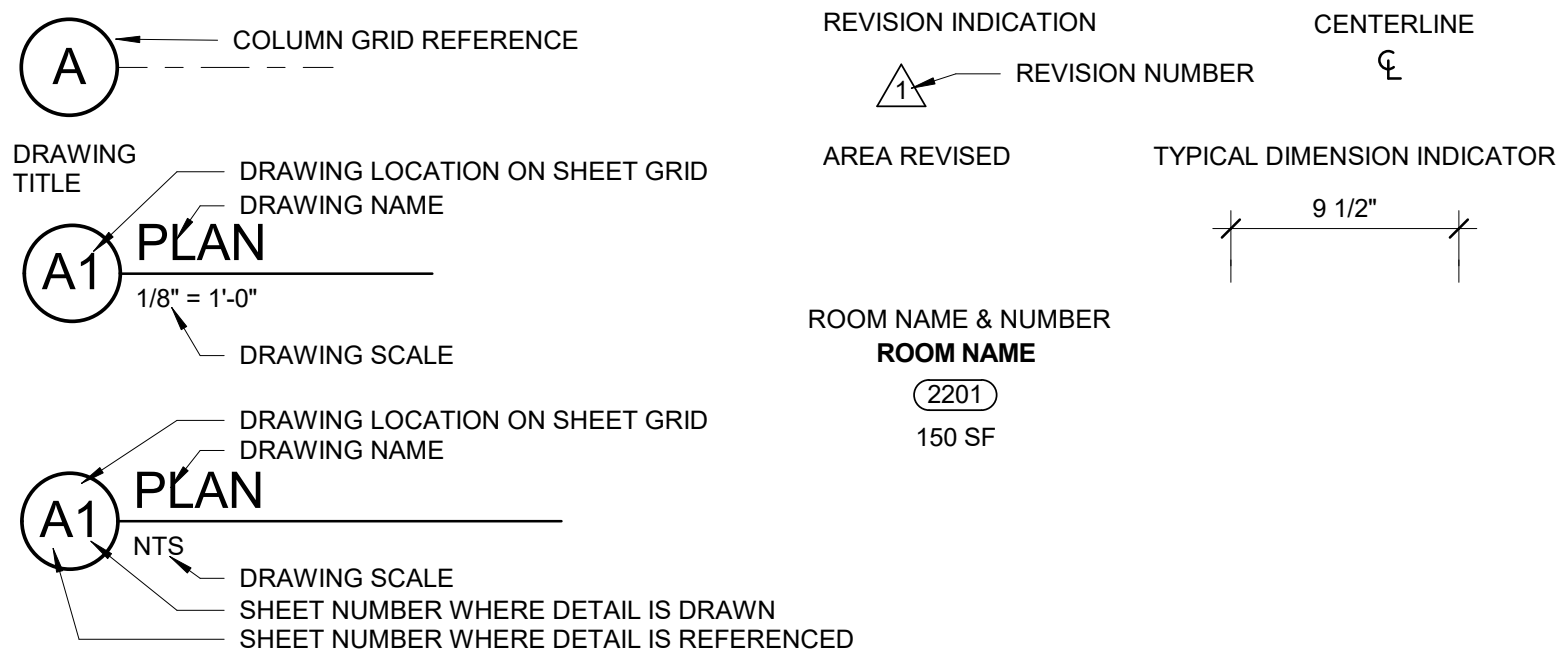 A
COLUMN GRID REFERENCE
DRAWING
TITLE
DRAWING LOCATION ON SHEET GRID
DRAWING NAME
A1
PLAN
1/8" = 1'-0"
DRAWING SCALE
DRAWING LOCATION ON SHEET GRID
DRAWING NAME
A1
PLAN
NTS
DRAWING SCALE
SHEET NUMBER WHERE DETAIL IS DRAWN
SHEET NUMBER WHERE DETAIL IS REFERENCED
REVISION INDICATION
1
REVISION NUMBER
AREA REVISED
ROOM NAME & NUMBER
ROOM NAME
2201
150 SF
CENTERLINE
℄
TYPICAL DIMENSION INDICATOR
9 1/2"